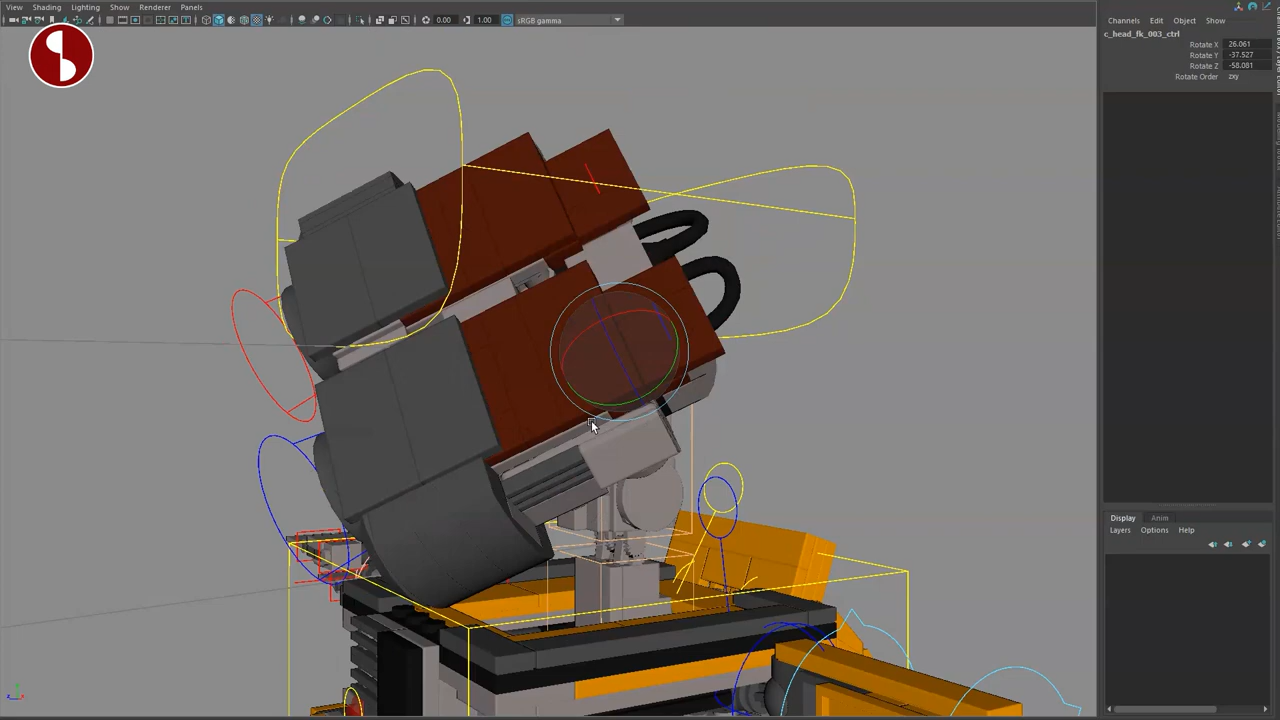 View Shading Lighting Show Renderer Panels
0.00 1.00 sRGB gamma
Channels Edit Object Show
c_head_fk_003_ctrl
Rotate X 26.061
Rotate Y -37.527
Rotate Z -58.081
Rotate Order zxy
Display Anim
Layers Options Help